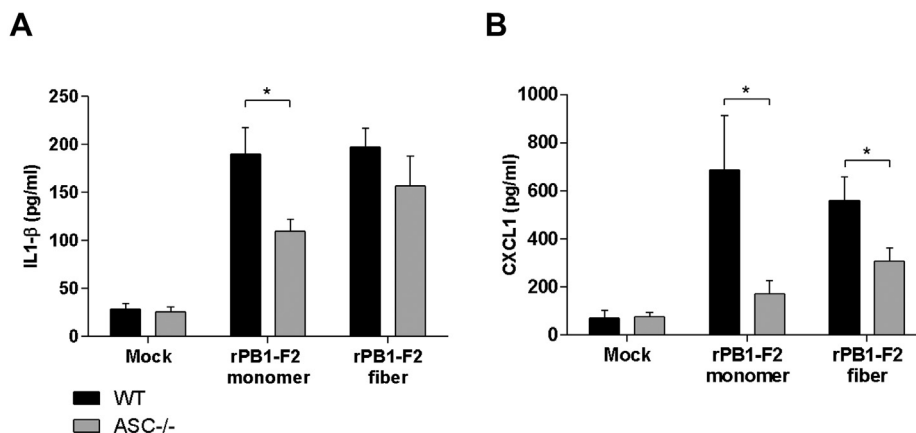 A
B
IL1-β (pg/ml)
250
200
150
100
50
0
*
Mock
rPB1-F2
monomer
rPB1-F2
fiber
WT
ASC-/-
CXCL1 (pg/ml)
1000
800
600
400
200
0
*
*
Mock
rPB1-F2
monomer
rPB1-F2
fiber